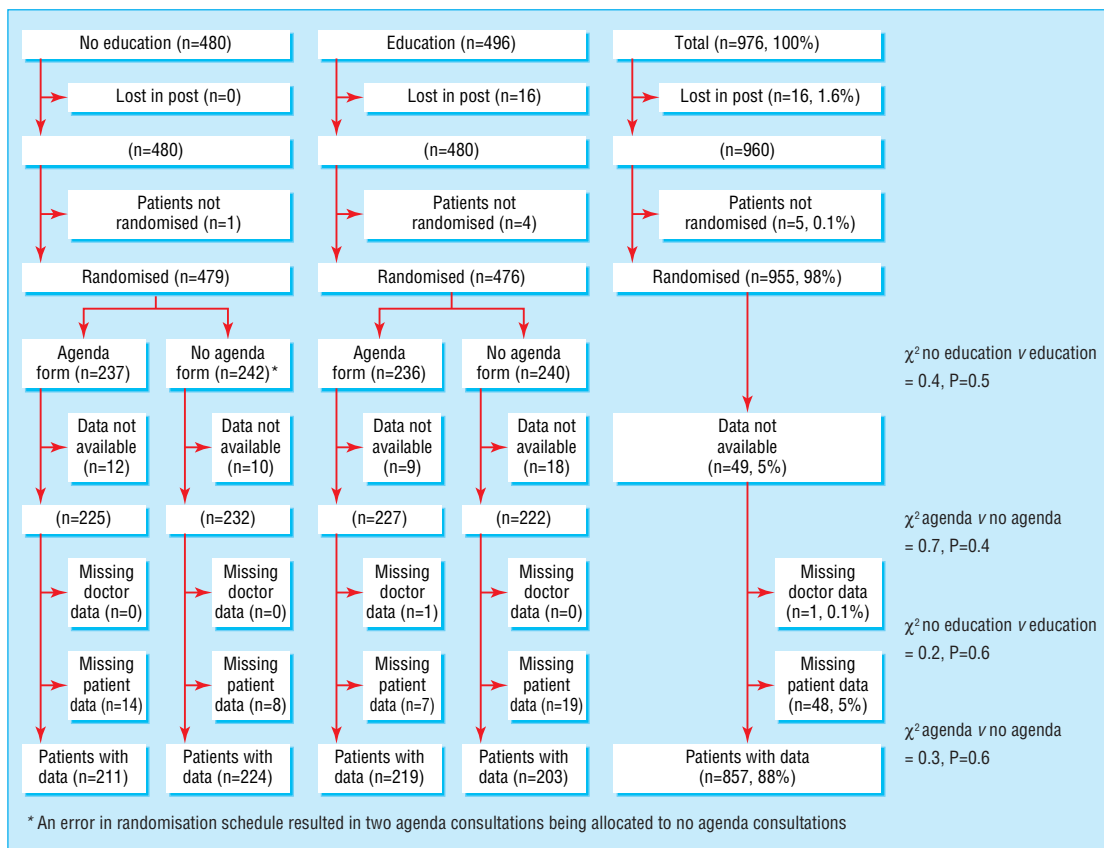 No education (n=480)
Lost in post (n=0)
(n=480)
Patients not
randomised (n=1)
Randomised (n=479)
Agenda
form (n=237)
No agenda
form (n=242)*
Data not
available
(n=12)
Data not
available
(n=10)
(n=225)
(n=232)
Missing
doctor
data (n=0)
Missing
doctor
data (n=0)
Missing
patient
data (n=14)
Missing
patient
data (n=8)
Patients with
data (n=211)
Patients with
data (n=224)
Education (n=496)
Lost in post (n=16)
(n=480)
Patients not
randomised (n=4)
Randomised (n=476)
Agenda
form (n=236)
No agenda
form (n=240)
Data not
available
(n=9)
Data not
available
(n=18)
(n=227)
(n=222)
Missing
doctor
data (n=1)
Missing
doctor
data (n=0)
Missing
patient
data (n=7)
Missing
patient
data (n=19)
Patients with
data (n=219)
Patients with
data (n=203)
Total (n=976, 100%)
Lost in post (n=16, 1.6%)
(n=960)
Patients not
randomised (n=5, 0.1%)
Randomised (n=955, 98%)
Data not
available
(n=49, 5%)
Missing
doctor data
(n=1, 0.1%)
Missing
patient data
(n=48, 5%)
Patients with data
(n=857, 88%)
χ² no education v education
= 0.4, P=0.5
χ² agenda v no agenda
= 0.7, P=0.4
χ² no education v education
= 0.2, P=0.6
χ² agenda v no agenda
= 0.3, P=0.6
* An error in randomisation schedule resulted in two agenda consultations being allocated to no agenda consultations